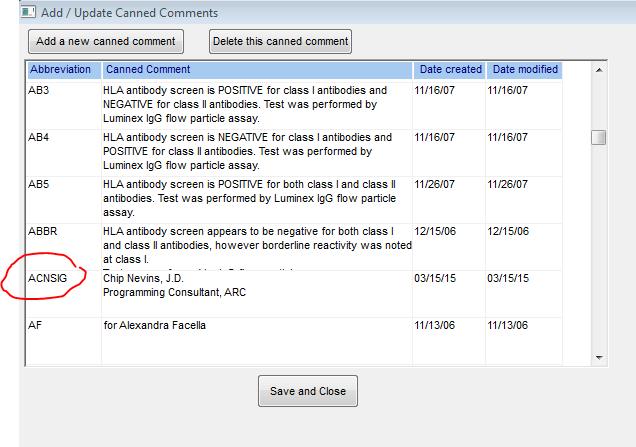 Add / Update Canned Comments
Add a new canned comment
Delete this canned comment
Abbreviation Canned Comment Date created Date modified
AB3 HLA antibody screen is POSITIVE for class I antibodies and 11/16/07 11/16/07
NEGATIVE for class II antibodies. Test was performed by
Luminex IgG flow particle assay.
AB4 HLA antibody screen is NEGATIVE for class I antibodies and 11/16/07 11/16/07
POSITIVE for class II antibodies. Test was performed by
Luminex IgG flow particle assay.
AB5 HLA antibody screen is POSITIVE for both class I and class II 11/26/07 11/26/07
antibodies. Test was performed by Luminex IgG flow particle
assay.
ABBR HLA antibody screen appears to be negative for both class I 12/15/06 12/15/06
and class II antibodies, however borderline reactivity was noted
at class I.
ACNSIG Chip Nevins, J.D. 03/15/15 03/15/15
Programming Consultant, ARC
AF for Alexandra Facella 11/13/06 11/13/06
Save and Close